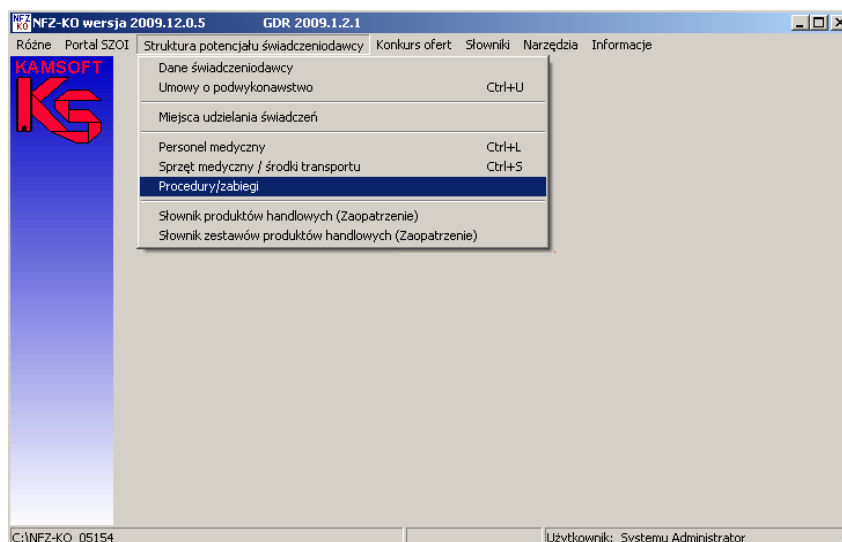 NFZ KO NFZ-KO wersja 2009.12.0.5 GDR 2009.1.2.1
Różne Portal SZOI Struktura potencjału świadczeniodawcy Konkurs ofert Słowniki Narzędzia Informacje
KAMSOFT
KS
Dane świadczeniodawcy
Umowy o podwykonawstwo Ctrl+U
Miejsca udzielania świadczeń
Personel medyczny Ctrl+L
Sprzęt medyczny / środki transportu Ctrl+S
Procedury/zabiegi
Słownik produktów handlowych (Zaopatrzenie)
Słownik zestawów produktów handlowych (Zaopatrzenie)
C:\NFZ-KO_05154 Użytkownik: Systemu Administrator